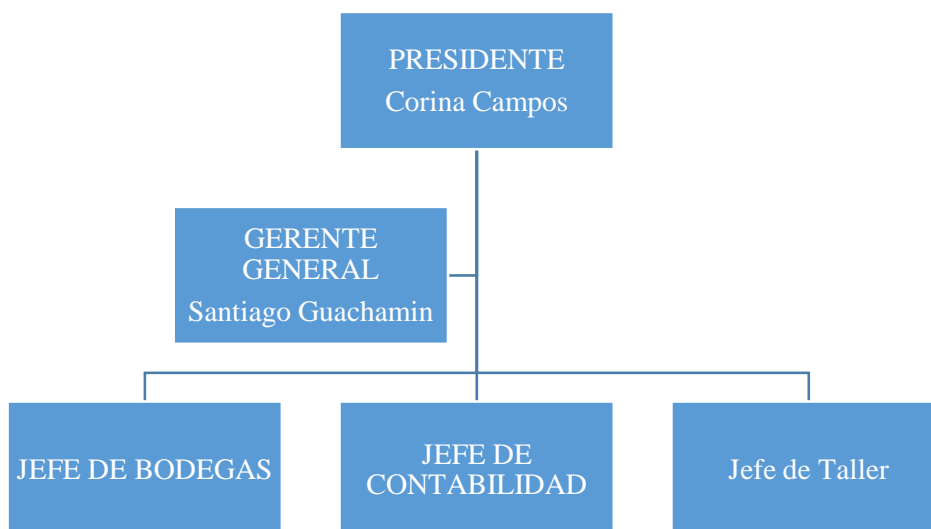 PRESIDENTE
Corina Campos
GERENTE
GENERAL
Santiago Guachamin
JEFE DE BODEGAS
JEFE DE
CONTABILIDAD
Jefe de Taller